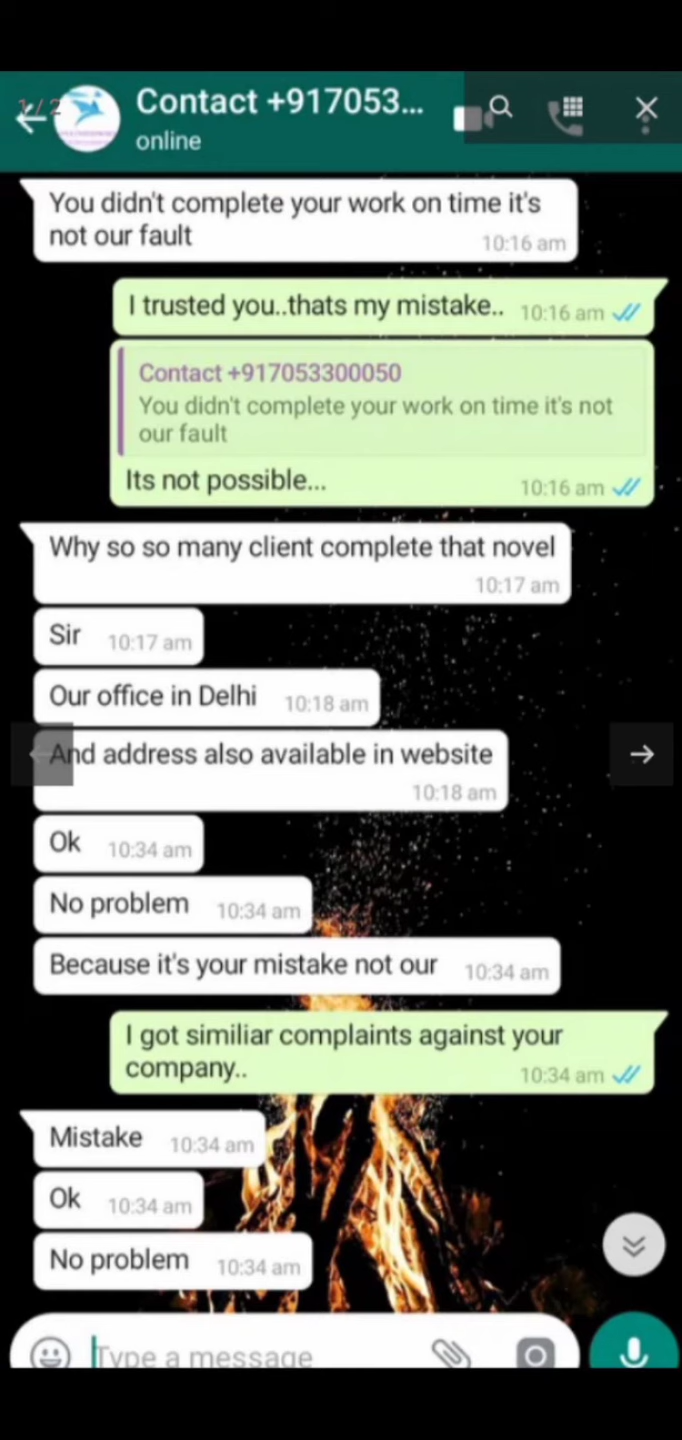 1/2
Contact +917053...
online
You didn't complete your work on time it's
not our fault
10:16 am
I trusted you..thats my mistake.. 10:16 am
Contact +917053300050
You didn't complete your work on time it's not
our fault
Its not possible... 10:16 am
Why so so many client complete that novel
10:17 am
Sir 10:17 am
Our office in Delhi 10:18 am
And address also available in website
10:18 am
Ok 10:34 am
No problem 10:34 am
Because it's your mistake not our 10:34 am
I got similiar complaints against your
company.. 10:34 am
Mistake 10:34 am
Ok 10:34 am
No problem 10:34 am
Type a message